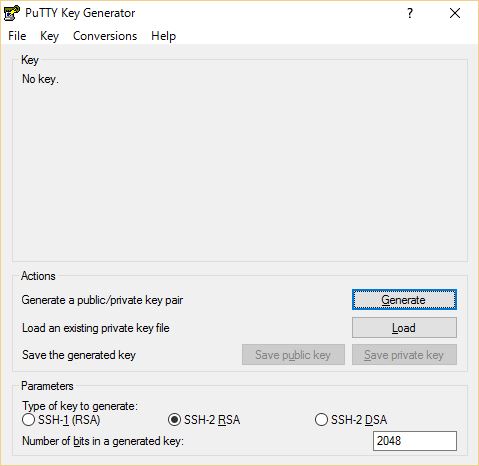 PuTTY Key Generator ?
File Key Conversions Help
Key
No key.
Actions
Generate a public/private key pair Generate
Load an existing private key file Load
Save the generated key Save public key Save private key
Parameters
Type of key to generate:
SSH-1 (RSA) SSH-2 RSA SSH-2 DSA
Number of bits in a generated key: 2048